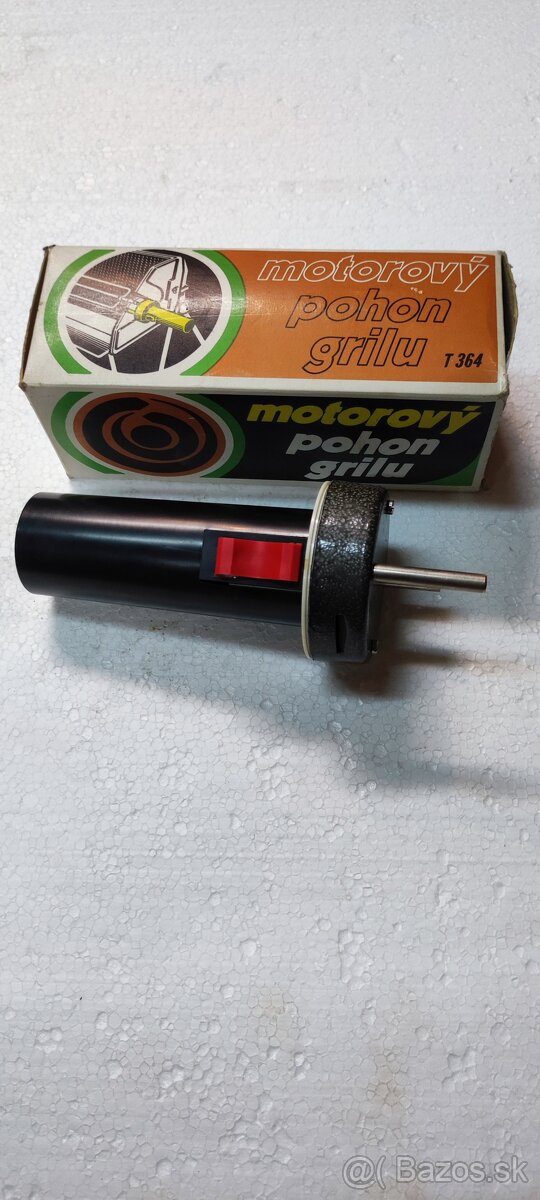 motorový
pohon
grilu T 364
motorový
pohon
grilu
@( Bazos.sk